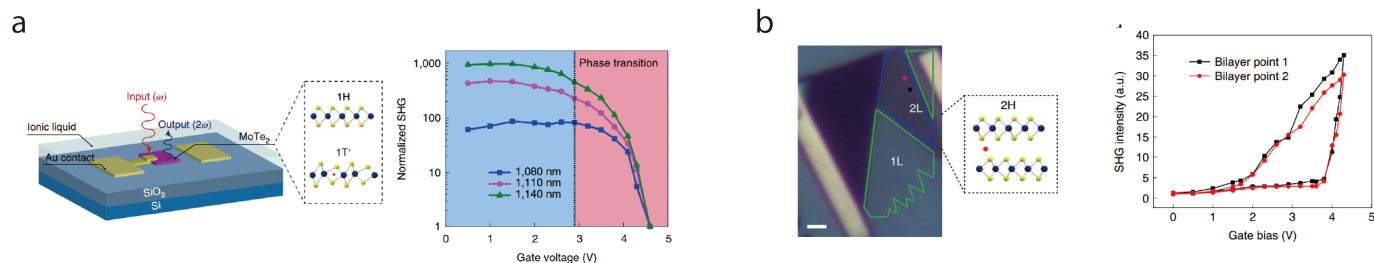 a
Input (ω)
Output (2ω)
Ionic liquid
MoTe2
Au contact
SiO2
Si
1H
1T′
Normalized SHG
1,000
100
10
1
Phase transition
1,080 nm
1,110 nm
1,140 nm
0 1 2 3 4 5
Gate voltage (V)
b
2L
1L
2H
SHG intensity (a.u.)
40
35
30
25
20
15
10
5
0
Bilayer point 1
Bilayer point 2
0 1 2 3 4
Gate bias (V)